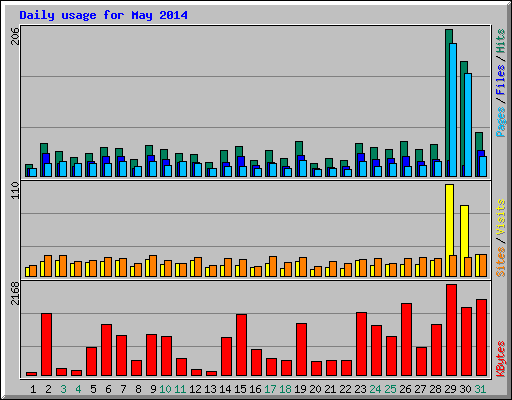 Daily usage for May 2014
206
Pages / Files / Hits
110
Sites / Visits
2168
KBytes
1 2 3 4 5 6 7 8 9 10 11 12 13 14 15 16 17 18 19 20 21 22 23 24 25 26 27 28 29 30 31